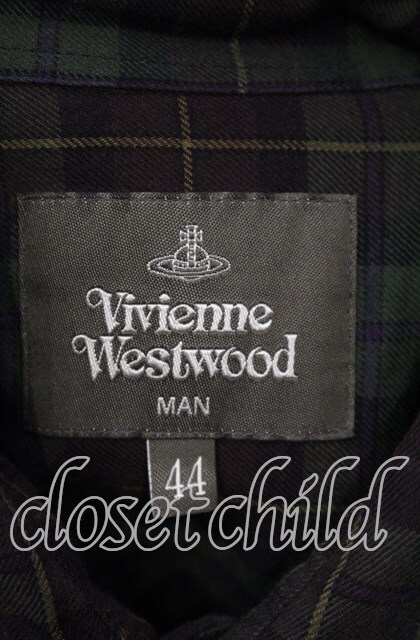 Vivienne
Westwood
MAN
44
closet child